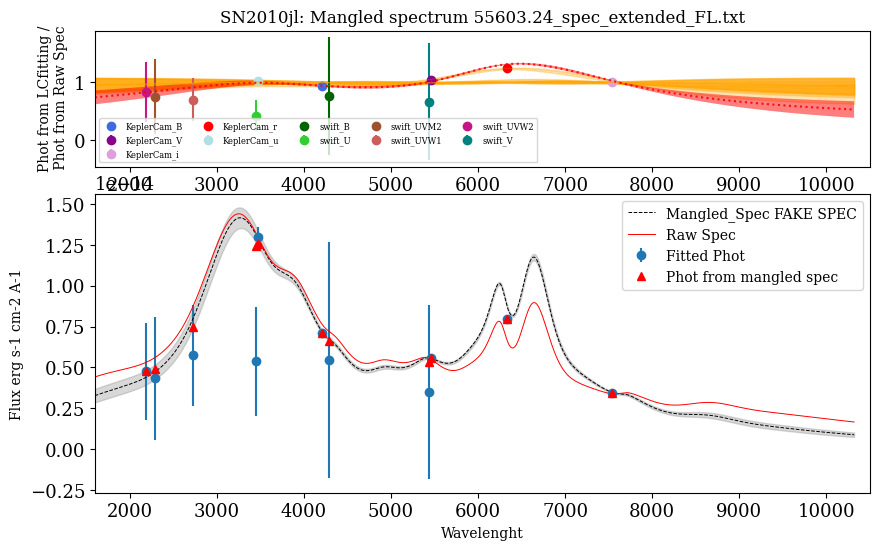 SN2010jl: Mangled spectrum 55603.24_spec_extended_FL.txt
Phot from LCfitting /
Phot from Raw Spec
1
0
KeplerCam_B KeplerCam_r swift_B swift_UVM2 swift_UVW2
KeplerCam_V KeplerCam_u swift_U swift_UVW1 swift_V
KeplerCam_i
2000 3000 4000 5000 6000 7000 8000 9000 10000
1e−14
Mangled_Spec FAKE SPEC
Raw Spec
Fitted Phot
Phot from mangled spec
Flux erg s-1 cm-2 A-1
1.50
1.25
1.00
0.75
0.50
0.25
0.00
−0.25
2000 3000 4000 5000 6000 7000 8000 9000 10000
Wavelenght